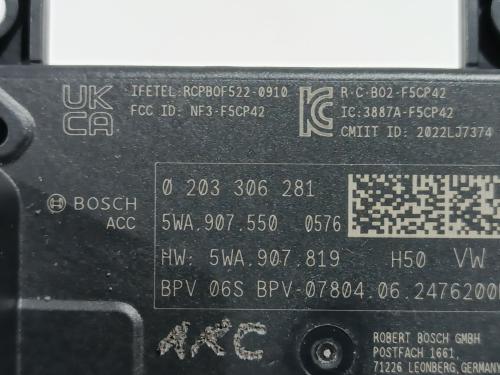 UK
CA
IFETEL: RCPBOF522-0910
FCC ID: NF3-F5CP42
R-C-BO2-F5CP42
IC:3887A-F5CP42
CMIIT ID: 2022LJ7374
BOSCH
ACC
0 203 306 281
5WA.907.550 0576
HW: 5WA.907.819 H50 VW
BPV 06S BPV-07804.06.2476200
ROBERT BOSCH GMBH
POSTFACH 1661,
71226 LEONBERG, GERMANY